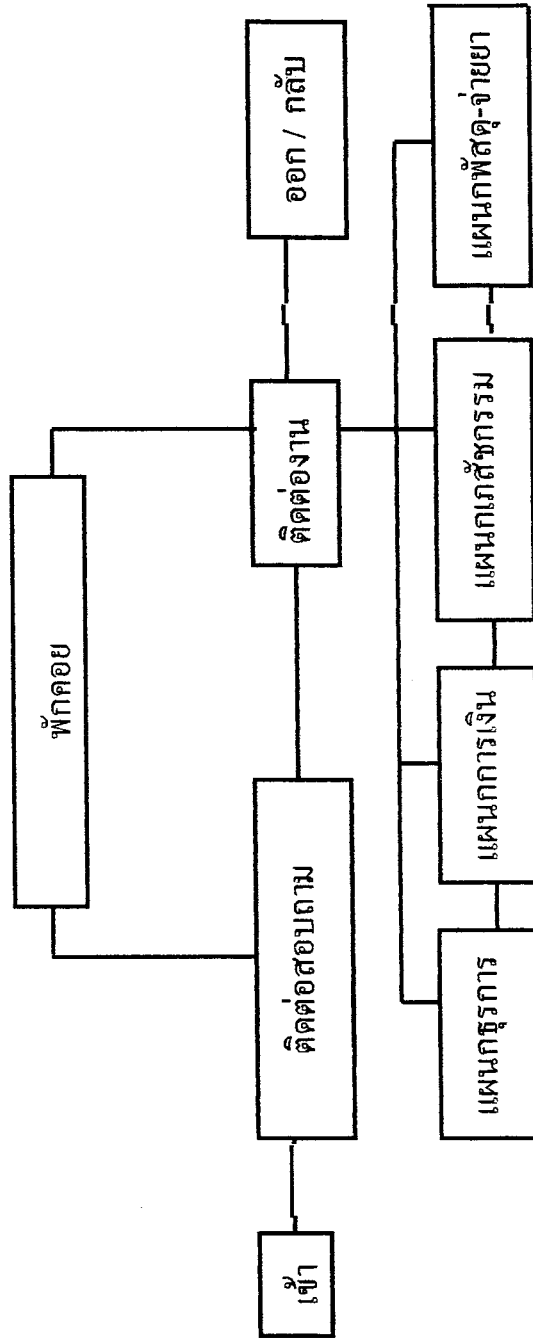 พักคอย
เข้า
ติดต่อสอบถาม
ติดต่องาน
ออก / กลับ
แผนกธุรการ
แผนกการเงิน
แผนกเภสัชกรรม
แผนกพัสดุ-จ่ายยา